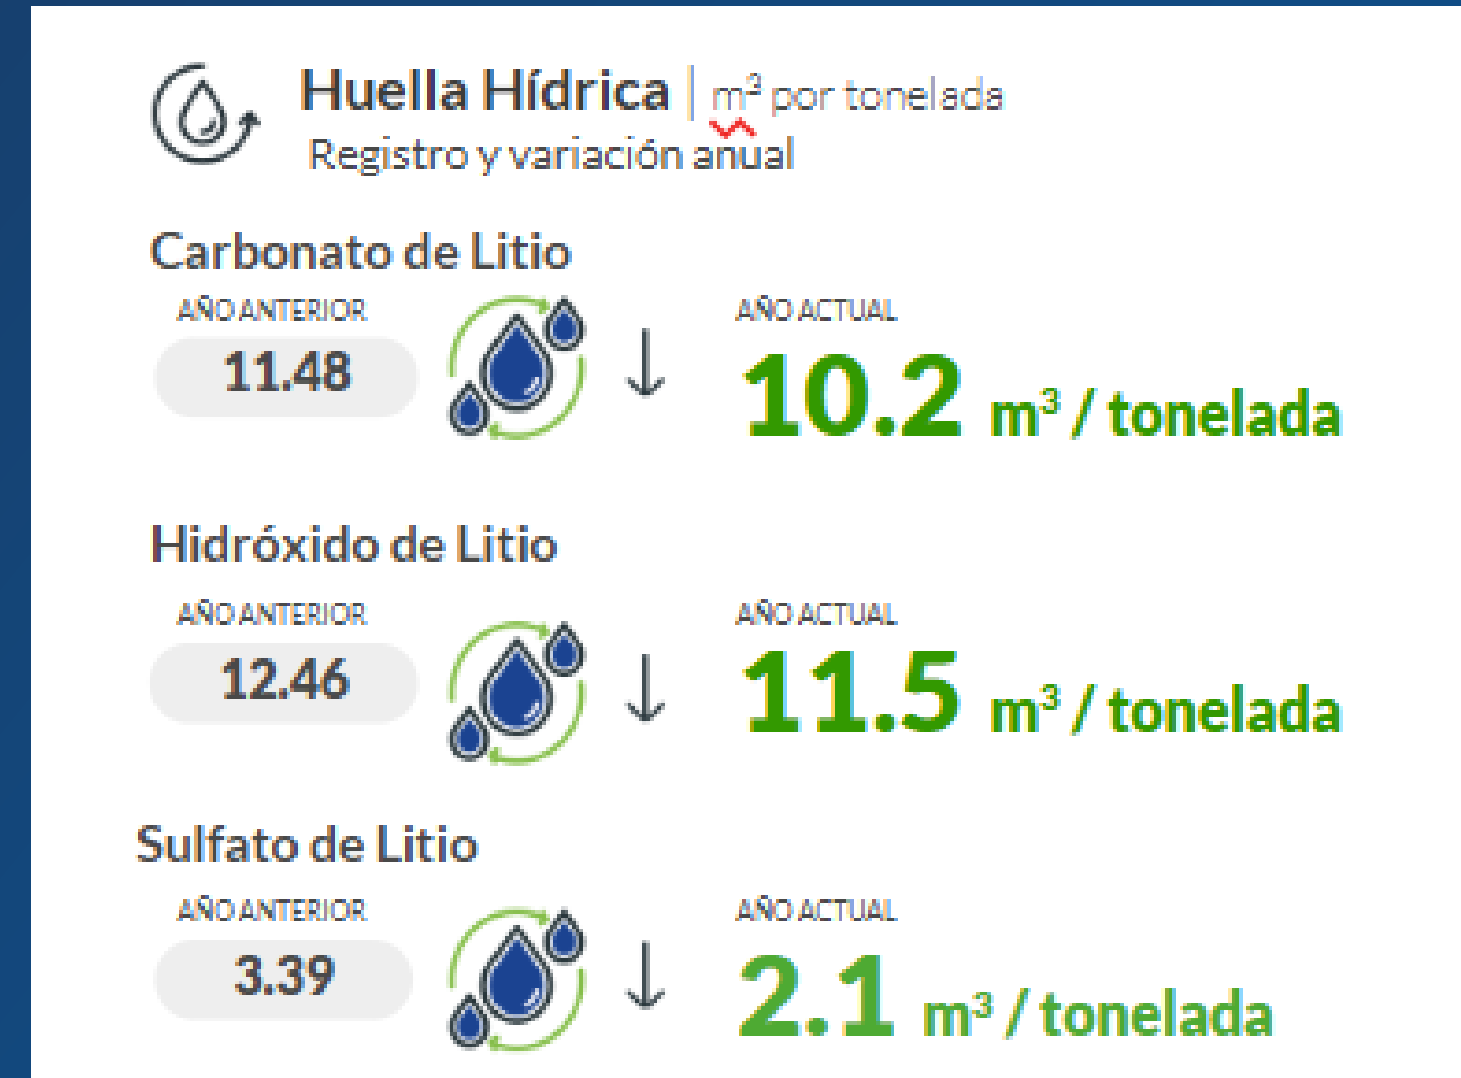 Huella Hídrica | m³ por tonelada
Registro y variación anual
Carbonato de Litio
AÑO ANTERIOR
11.48
AÑO ACTUAL
10.2 m³ / tonelada
Hidróxido de Litio
AÑO ANTERIOR
12.46
AÑO ACTUAL
11.5 m³ / tonelada
Sulfato de Litio
AÑO ANTERIOR
3.39
AÑO ACTUAL
2.1 m³ / tonelada